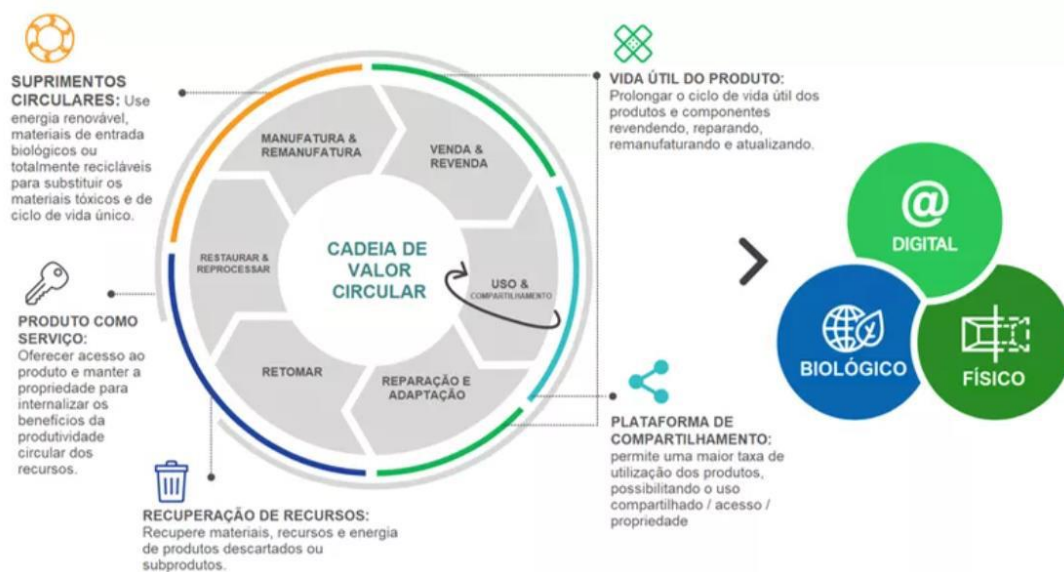 SUPRIMENTOS
CIRCULARES: Use
energia renovável,
materiais de entrada
biológicos ou
totalmente recicláveis
para substituir os
materiais tóxicos e de
ciclo de vida único.
PRODUTO COMO
SERVIÇO:
Oferecer acesso ao
produto e manter a
propriedade para
internalizar os
benefícios da
produtividade
circular dos
recursos.
RECUPERAÇÃO DE RECURSOS:
Recupere materiais, recursos e energia
de produtos descartados ou
subprodutos.
MANUFATURA &
REMANUFATURA
VENDA &
REVENDA
USO &
COMPARTILHAMENTO
REPARAÇÃO E
ADAPTAÇÃO
RETOMAR
RESTAURAR &
REPROCESSAR
CADEIA DE
VALOR
CIRCULAR
VIDA ÚTIL DO PRODUTO:
Prolongar o ciclo de vida útil dos
produtos e componentes
revendendo, reparando,
remanufaturando e atualizando.
PLATAFORMA DE
COMPARTILHAMENTO:
permite uma maior taxa de
utilização dos produtos,
possibilitando o uso
compartilhado / acesso /
propriedade
@
DIGITAL
BIOLÓGICO
FÍSICO